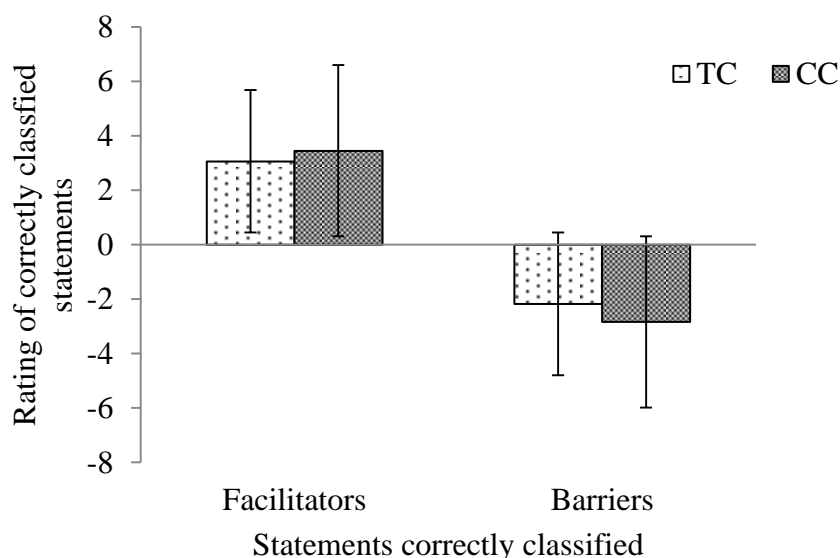 8
6
4
2
0
-2
-4
-6
-8
Rating of correctly classfied
statements
TC CC
Facilitators Barriers
Statements correctly classified